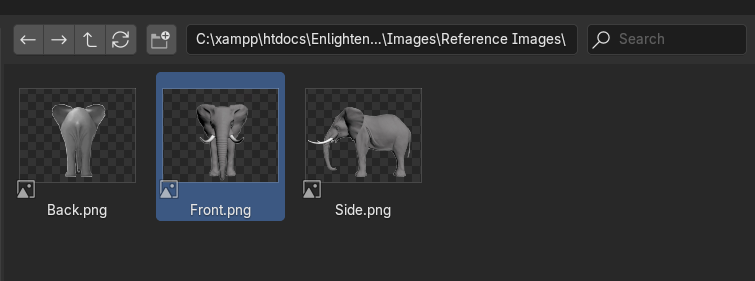 C:\xampp\htdocs\Enlighten...\Images\Reference Images\
Search
Back.png
Front.png
Side.png